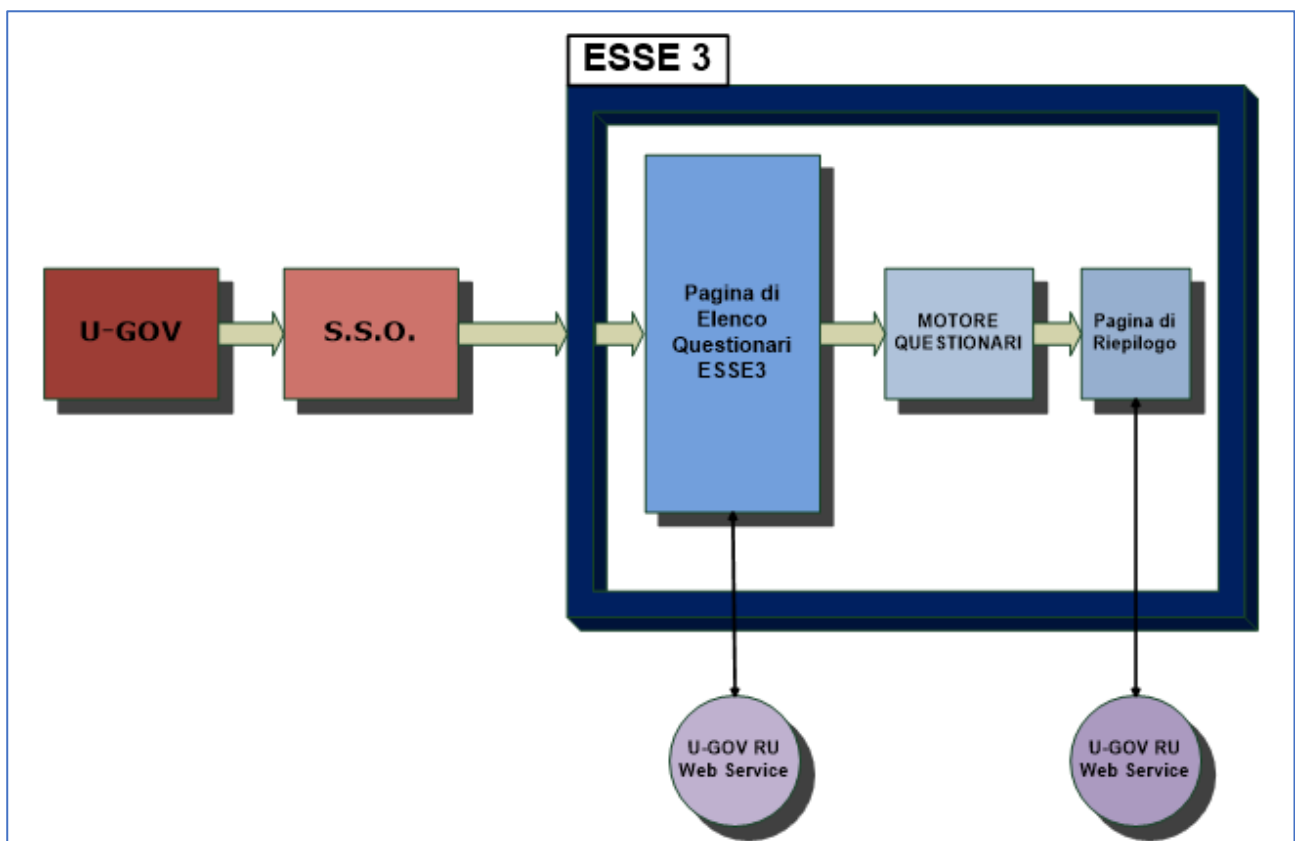 ESSE 3
U-GOV
S.S.O.
Pagina di
Elenco
Questionari
ESSE3
MOTORE
QUESTIONARI
Pagina di
Riepilogo
U-GOV RU
Web Service
U-GOV RU
Web Service